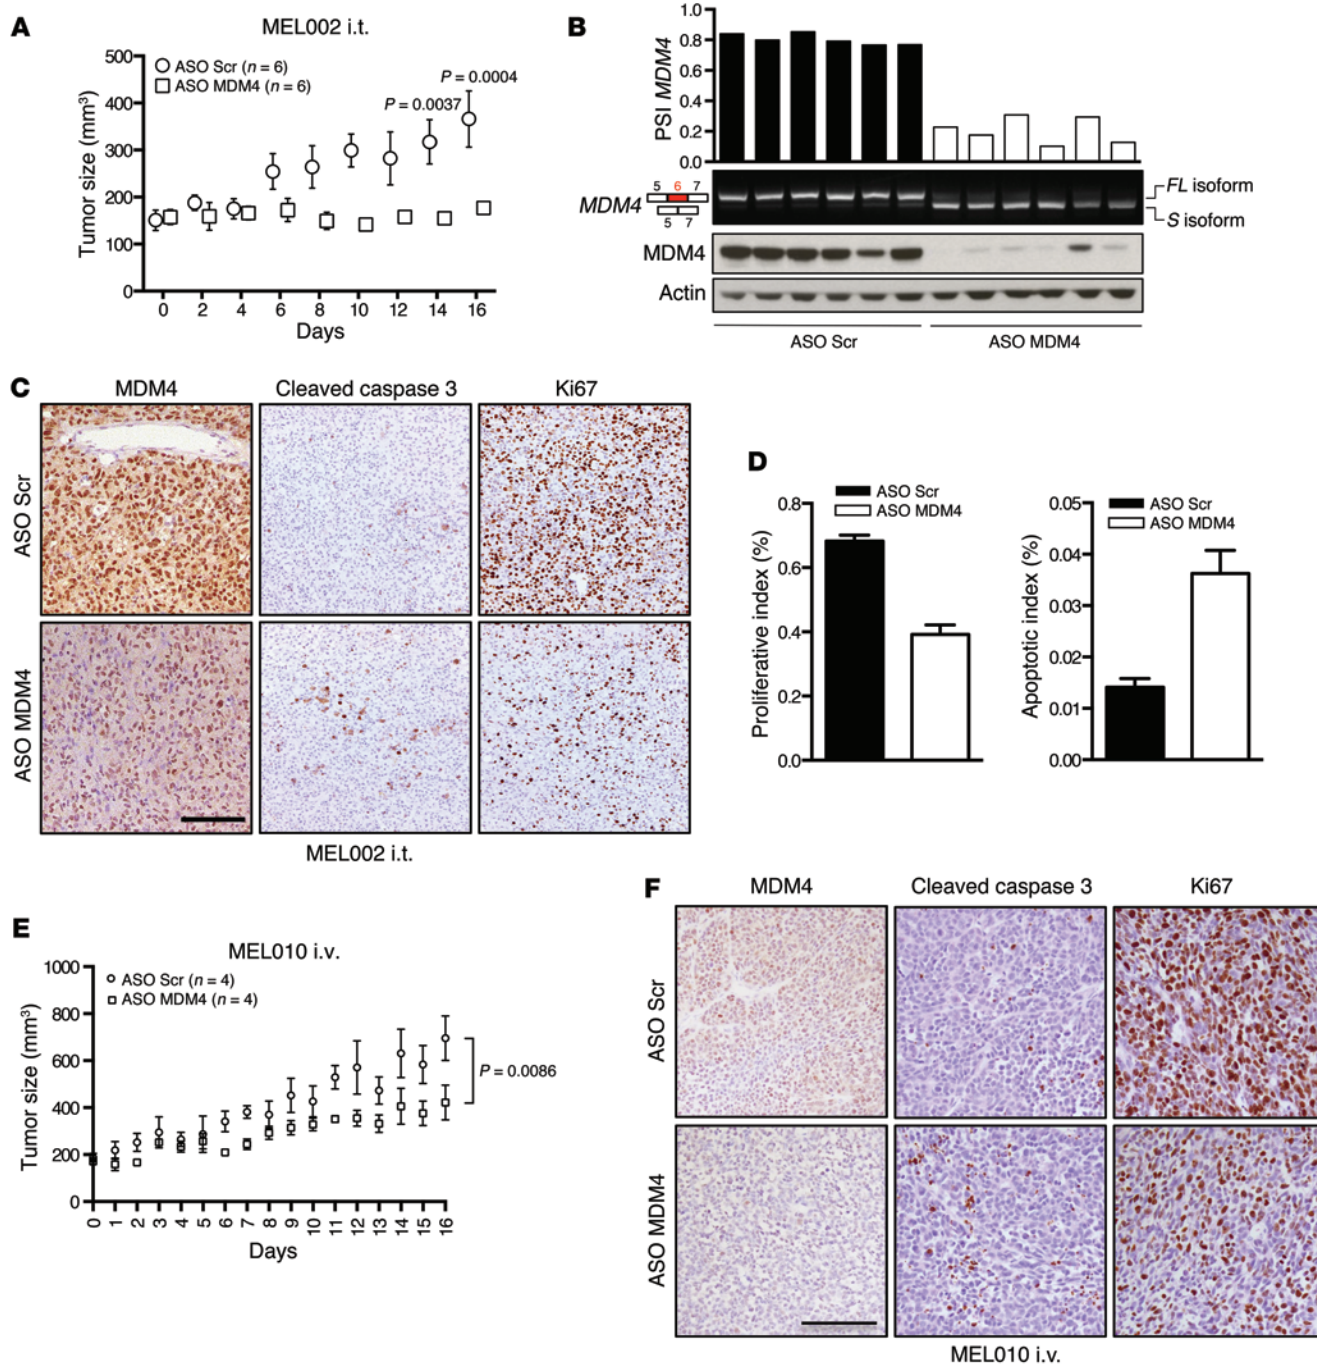 A
MEL002 i.t.
Tumor size (mm³)
500
400
300
200
100
0
ASO Scr (n = 6)
ASO MDM4 (n = 6)
P = 0.0037
P = 0.0004
0 2 4 6 8 10 12 14 16
Days
B
PSI MDM4
1.0
0.8
0.6
0.4
0.2
0.0
MDM4
5 6 7
5 7
FL isoform
S isoform
MDM4
Actin
ASO Scr
ASO MDM4
C
MDM4 Cleaved caspase 3 Ki67
ASO Scr
ASO MDM4
MEL002 i.t.
D
Proliferative index (%)
0.8
0.6
0.4
0.2
0.0
ASO Scr
ASO MDM4
Apoptotic index (%)
0.05
0.04
0.03
0.02
0.01
0.00
ASO Scr
ASO MDM4
E
MEL010 i.v.
Tumor size (mm³)
1000
800
600
400
200
0
ASO Scr (n = 4)
ASO MDM4 (n = 4)
P = 0.0086
0 1 2 3 4 5 6 7 8 9 10 11 12 13 14 15 16
Days
F
MDM4 Cleaved caspase 3 Ki67
ASO Scr
ASO MDM4
MEL010 i.v.